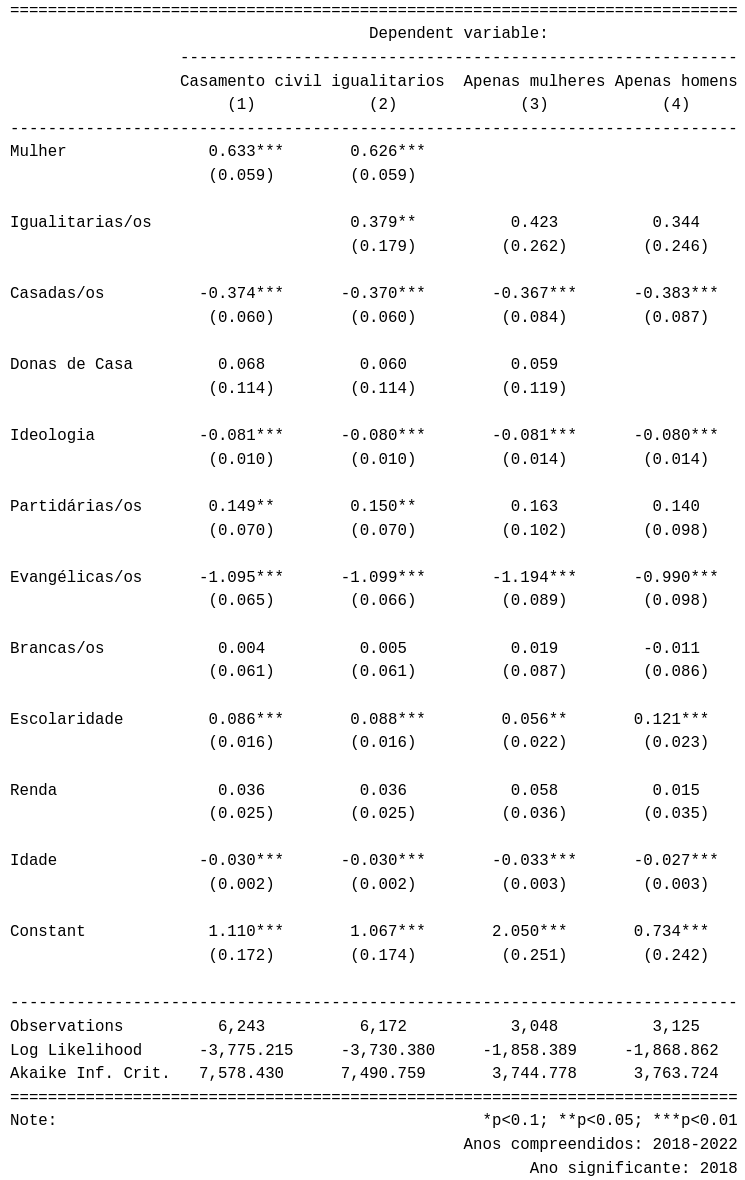 =============================================================================
Dependent variable:
-----------------------------------------------------------
Casamento civil igualitarios  Apenas mulheres Apenas homens
(1)            (2)             (3)            (4)
-----------------------------------------------------------------------------
Mulher               0.633***       0.626***
(0.059)        (0.059)
Igualitarias/os                     0.379**          0.423          0.344
(0.179)         (0.262)        (0.246)
Casadas/os          -0.374***      -0.370***       -0.367***      -0.383***
(0.060)        (0.060)         (0.084)        (0.087)
Donas de Casa         0.068          0.060           0.059
(0.114)        (0.114)         (0.119)
Ideologia           -0.081***      -0.080***       -0.081***      -0.080***
(0.010)        (0.010)         (0.014)        (0.014)
Partidárias/os       0.149**        0.150**          0.163          0.140
(0.070)        (0.070)         (0.102)        (0.098)
Evangélicas/os      -1.095***      -1.099***       -1.194***      -0.990***
(0.065)        (0.066)         (0.089)        (0.098)
Brancas/os            0.004          0.005           0.019         -0.011
(0.061)        (0.061)         (0.087)        (0.086)
Escolaridade         0.086***       0.088***        0.056**       0.121***
(0.016)        (0.016)         (0.022)        (0.023)
Renda                 0.036          0.036           0.058          0.015
(0.025)        (0.025)         (0.036)        (0.035)
Idade               -0.030***      -0.030***       -0.033***      -0.027***
(0.002)        (0.002)         (0.003)        (0.003)
Constant             1.110***       1.067***       2.050***       0.734***
(0.172)        (0.174)         (0.251)        (0.242)
-----------------------------------------------------------------------------
Observations          6,243          6,172           3,048          3,125
Log Likelihood      -3,775.215     -3,730.380     -1,858.389     -1,868.862
Akaike Inf. Crit.   7,578.430      7,490.759       3,744.778      3,763.724
=============================================================================
Note:                                             *p<0.1; **p<0.05; ***p<0.01
Anos compreendidos: 2018-2022
Ano significante: 2018